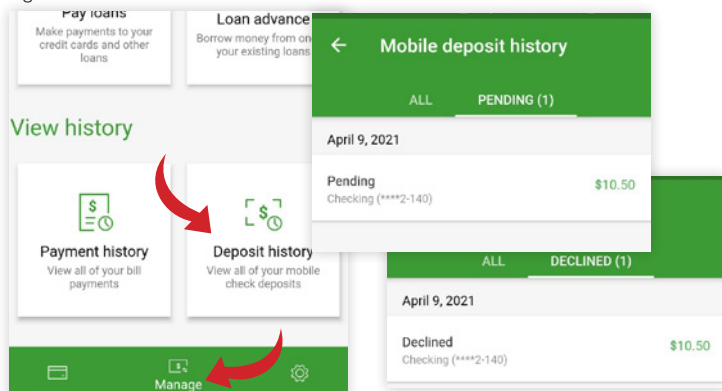 Pay loans
Make payments to your
credit cards and other
loans
Loan advance
Borrow money from
your existing loans
View history
$
Payment history
View all of your bill
payments
$
Deposit history
View all of your mobile
check deposits
Manage
Mobile deposit history
ALL PENDING (1)
April 9, 2021
Pending $10.50
Checking (****2-140)
ALL DECLINED (1)
April 9, 2021
Declined $10.50
Checking (****2-140)